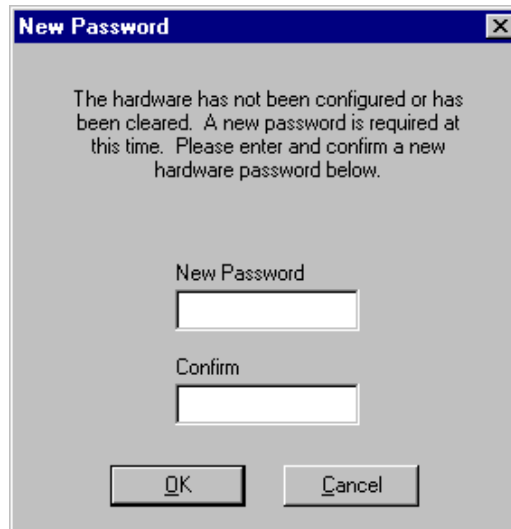 New Password
The hardware has not been configured or has
been cleared.  A new password is required at
this time.  Please enter and confirm a new
hardware password below.
New Password
Confirm
OK
Cancel